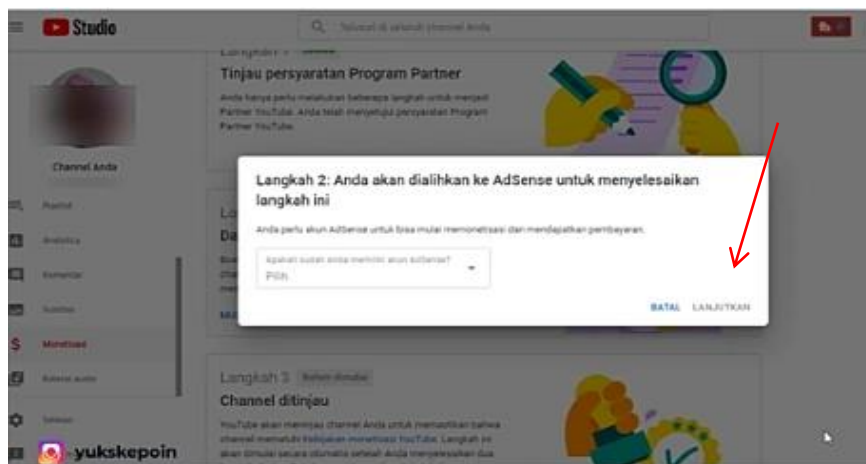 Studio
Telusuri di seluruh channel Anda
Langkah 1
Tinjau persyaratan Program Partner
Anda hanya perlu melakukan beberapa langkah untuk menjadi
Partner YouTube. Anda telah menyetujui persyaratan Program
Partner YouTube.
Channel Anda
Langkah 2: Anda akan dialihkan ke AdSense untuk menyelesaikan
langkah ini
Anda perlu akun AdSense untuk bisa mulai memonetisasi dan mendapatkan pembayaran.
Apakah sudah Anda memiliki akun AdSense?
Pilih
BATAL LANJUTKAN
Playlist
Analytics
Komentar
Subtitel
Monetisasi
Koleksi audio
Setelan
Langkah 3 Belum dimulai
Channel ditinjau
YouTube akan meninjau channel Anda untuk memastikan bahwa
channel mematuhi kebijakan monetisasi YouTube. Langkah ini
akan dimulai secara otomatis setelah Anda menyelesaikan dua
yukskepoin